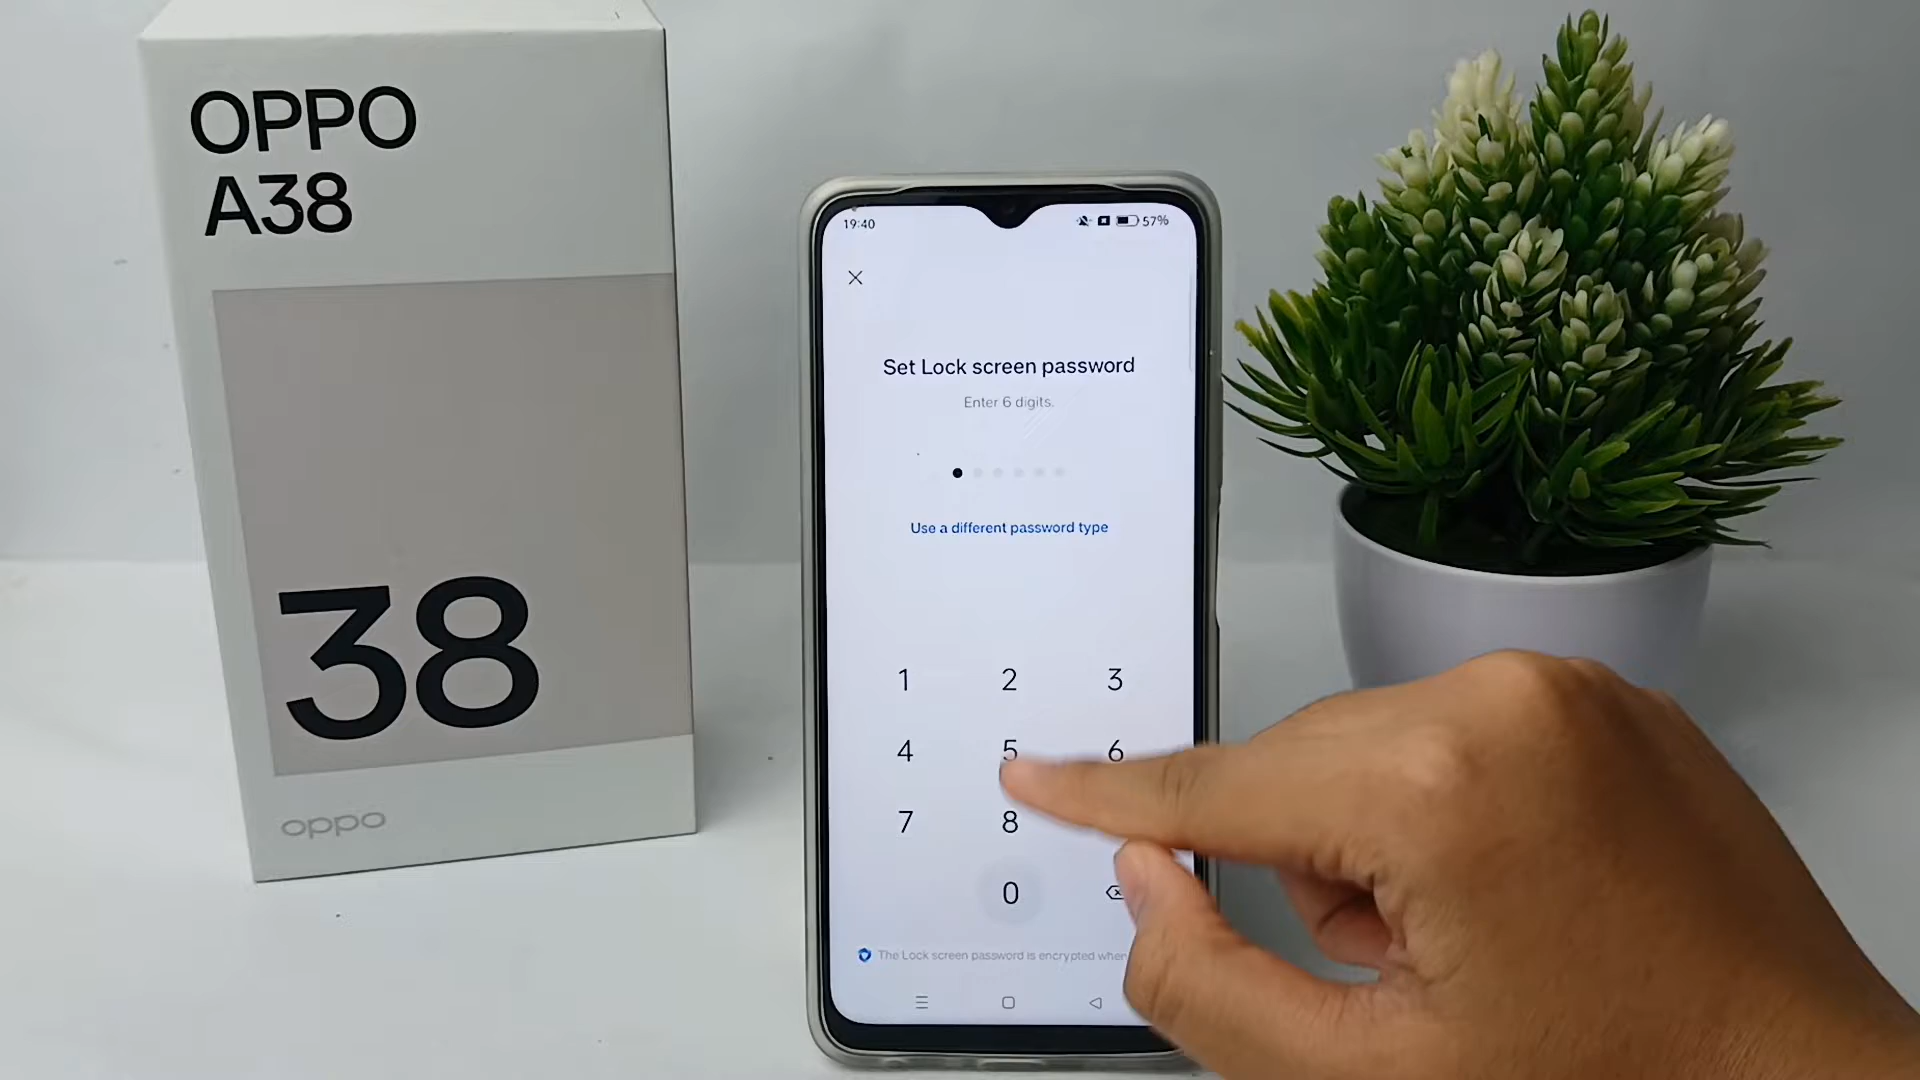 OPPO
A38
38
oppo
19:40
57%
Set Lock screen password
Enter 6 digits.
Use a different password type
1 2 3
4 5 6
7 8
0
The Lock screen password is encrypted when